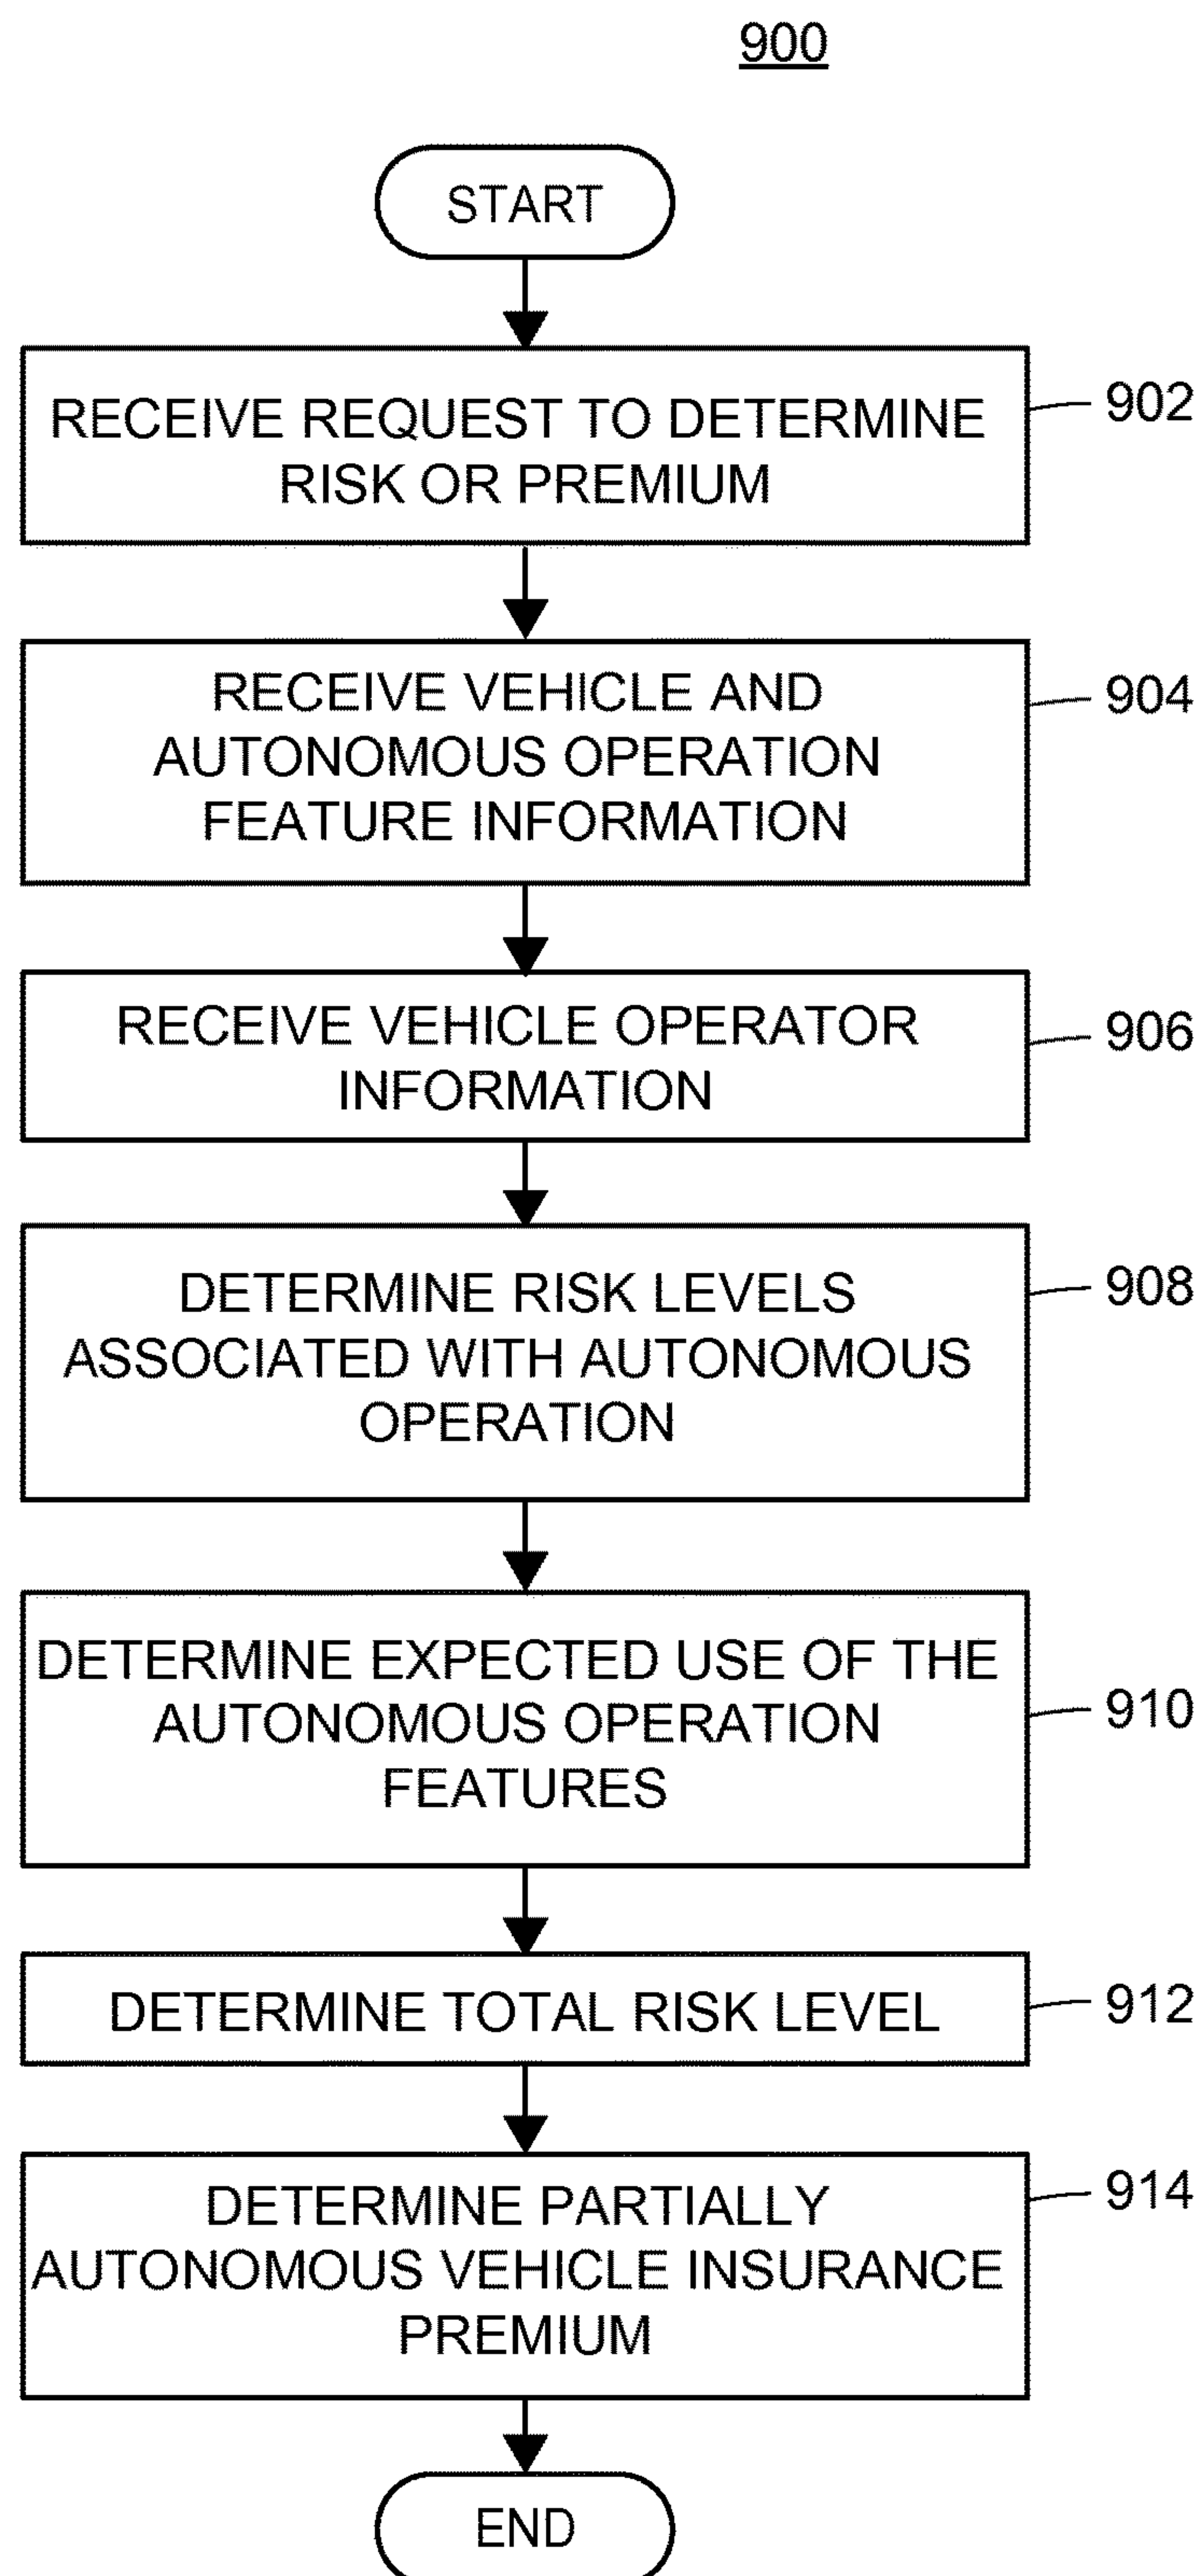 900
START
RECEIVE REQUEST TO DETERMINE
RISK OR PREMIUM
902
RECEIVE VEHICLE AND
AUTONOMOUS OPERATION
FEATURE INFORMATION
904
RECEIVE VEHICLE OPERATOR
INFORMATION
906
DETERMINE RISK LEVELS
ASSOCIATED WITH AUTONOMOUS
OPERATION
908
DETERMINE EXPECTED USE OF THE
AUTONOMOUS OPERATION
FEATURES
910
DETERMINE TOTAL RISK LEVEL
912
DETERMINE PARTIALLY
AUTONOMOUS VEHICLE INSURANCE
PREMIUM
914
END